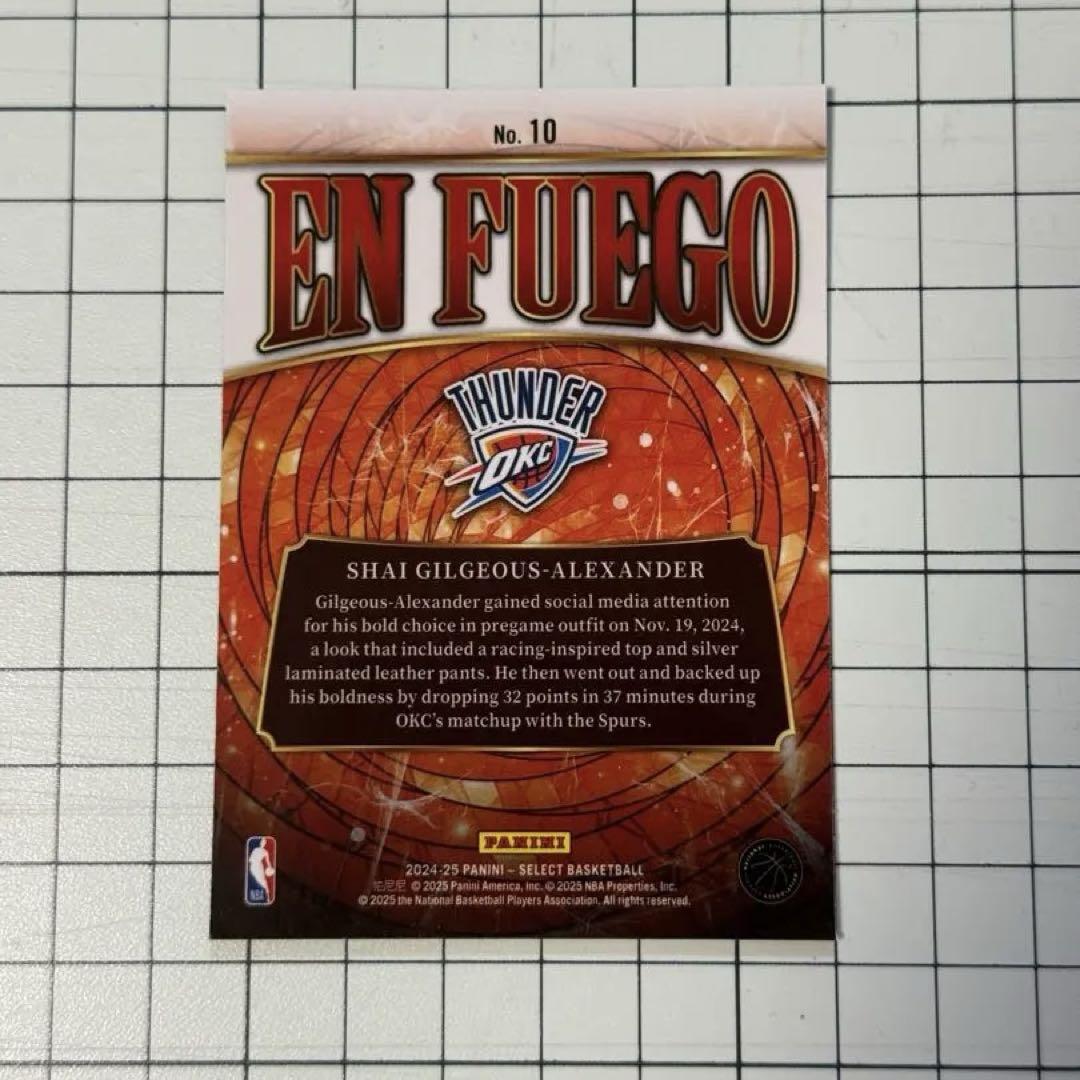 No. 10
EN FUEGO
THUNDER
OKC
SHAI GILGEOUS-ALEXANDER
Gilgeous-Alexander gained social media attention
for his bold choice in pregame outfit on Nov. 19, 2024,
a look that included a racing-inspired top and silver
laminated leather pants. He then went out and backed up
his boldness by dropping 32 points in 37 minutes during
OKC's matchup with the Spurs.
PANINI
2024-25 PANINI – SELECT BASKETBALL
帕尼尼 © 2025 Panini America, Inc. © 2025 NBA Properties, Inc.
© 2025 the National Basketball Players Association. All rights reserved.
NBA